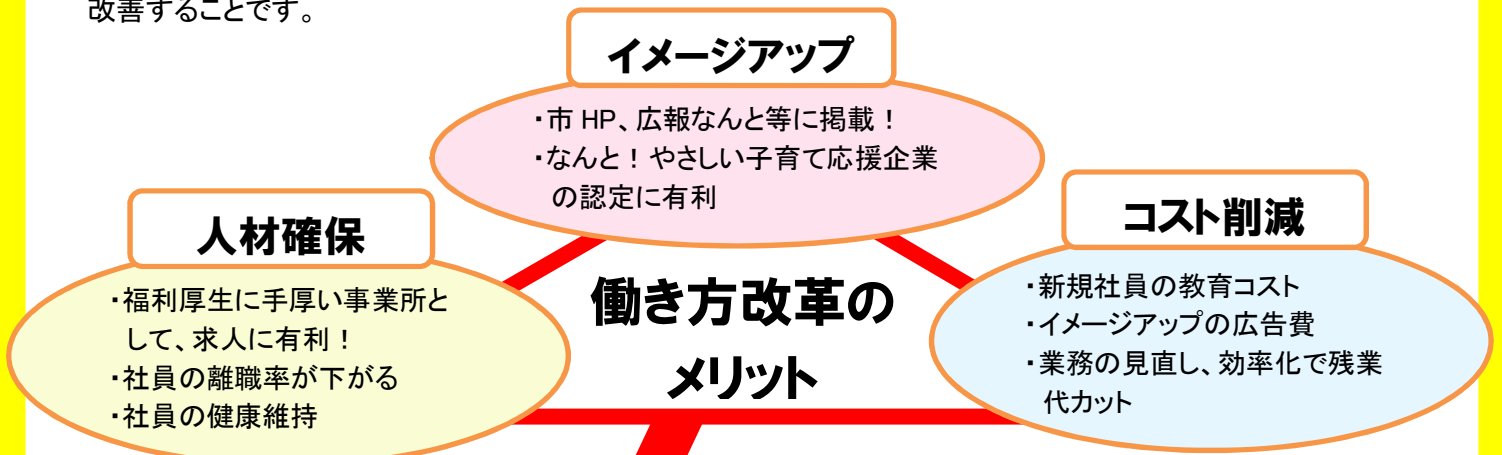 改善することです。
イメージアップ
・市 HP、広報なんと等に掲載！
・なんと！やさしい子育て応援企業
の認定に有利
人材確保
・福利厚生に手厚い事業所と
して、求人に有利！
・社員の離職率が下がる
・社員の健康維持
働き方改革の
メリット
コスト削減
・新規社員の教育コスト
・イメージアップの広告費
・業務の見直し、効率化で残業
代カット